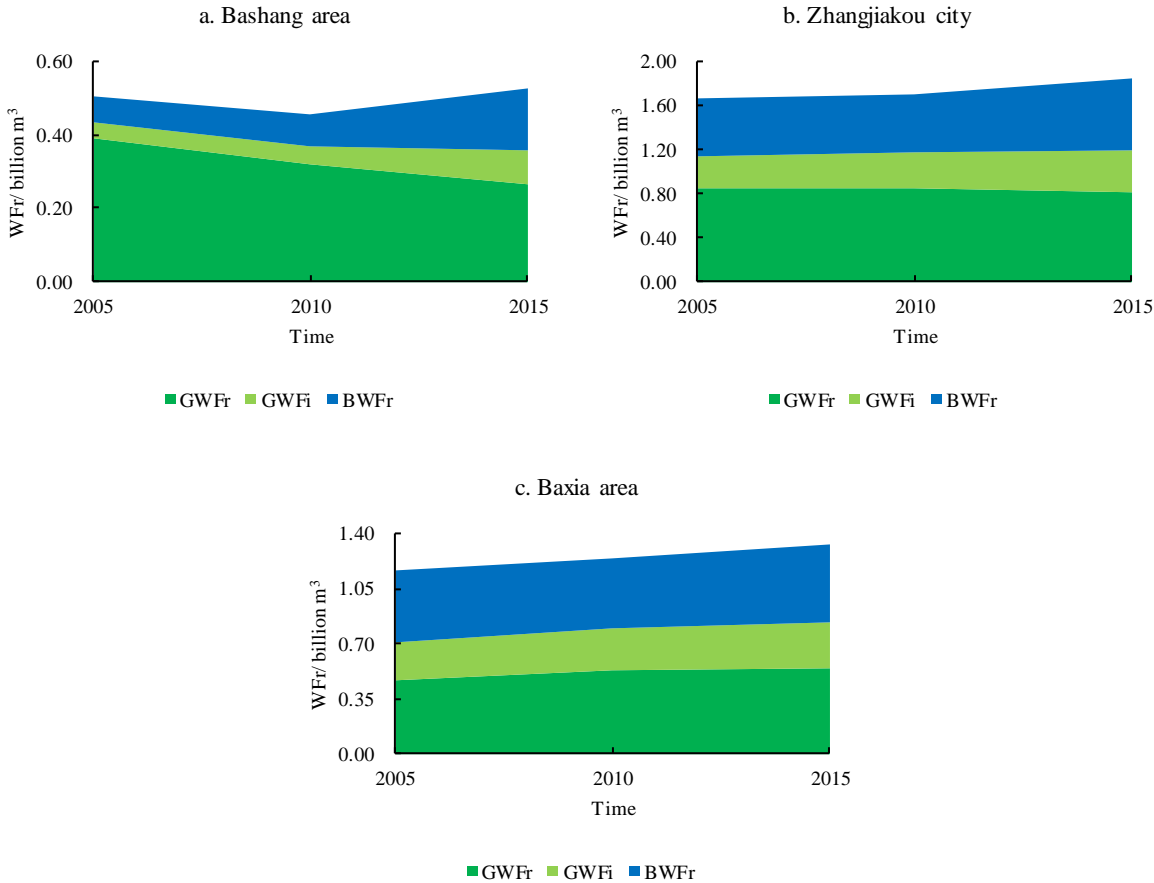 a. Bashang area
WFr/ billion m³
0.60
0.40
0.20
0.00
2005 2010 2015
Time
GWFr GWFi BWFr
b. Zhangjiakou city
WFr/ billion m³
2.00
1.60
1.20
0.80
0.40
0.00
2005 2010 2015
Time
GWFr GWFi BWFr
c. Baxia area
WFr/ billion m³
1.40
1.05
0.70
0.35
0.00
2005 2010 2015
Time
GWFr GWFi BWFr